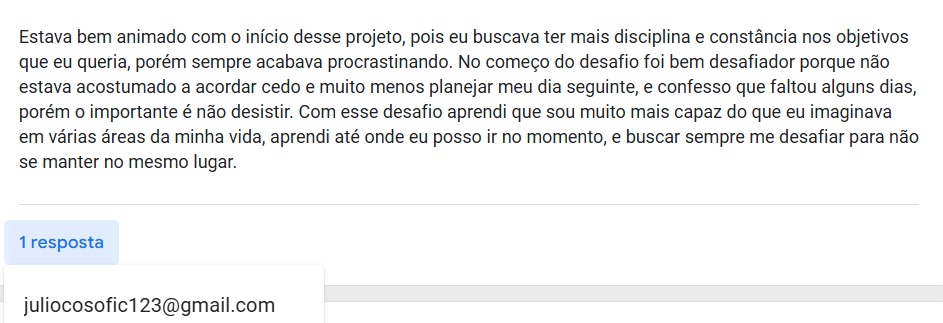 Estava bem animado com o início desse projeto, pois eu buscava ter mais disciplina e constância nos objetivos
que eu queria, porém sempre acabava procrastinando. No começo do desafio foi bem desafiador porque não
estava acostumado a acordar cedo e muito menos planejar meu dia seguinte, e confesso que faltou alguns dias,
porém o importante é não desistir. Com esse desafio aprendi que sou muito mais capaz do que eu imaginava
em várias áreas da minha vida, aprendi até onde eu posso ir no momento, e buscar sempre me desafiar para não
se manter no mesmo lugar.
1 resposta
juliocosofic123@gmail.com